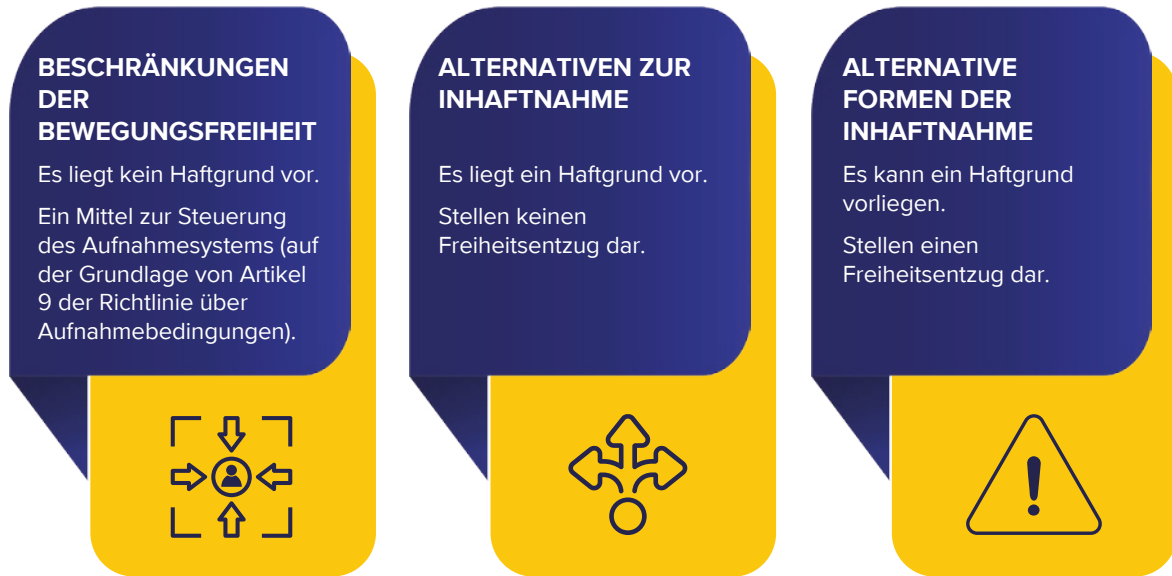 BESCHRÄNKUNGEN
DER
BEWEGUNGSFREIHEIT
Es liegt kein Haftgrund vor.
Ein Mittel zur Steuerung
des Aufnahmesystems (auf
der Grundlage von Artikel
9 der Richtlinie über
Aufnahmebedingungen).
ALTERNATIVEN ZUR
INHAFTNAHME
Es liegt ein Haftgrund vor.
Stellen keinen
Freiheitsentzug dar.
ALTERNATIVE
FORMEN DER
INHAFTNAHME
Es kann ein Haftgrund
vorliegen.
Stellen einen
Freiheitsentzug dar.